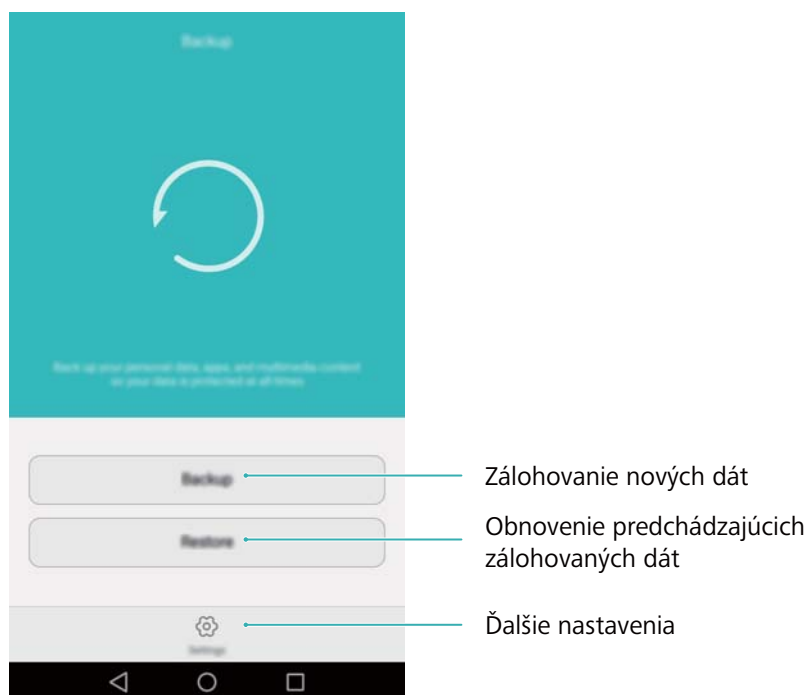 Backup
Back up your personal data, apps, and multimedia content
so your data is protected at all times
Backup
Zálohovanie nových dát
Restore
Obnovenie predchádzajúcich
zálohovaných dát
Settings
Ďalšie nastavenia